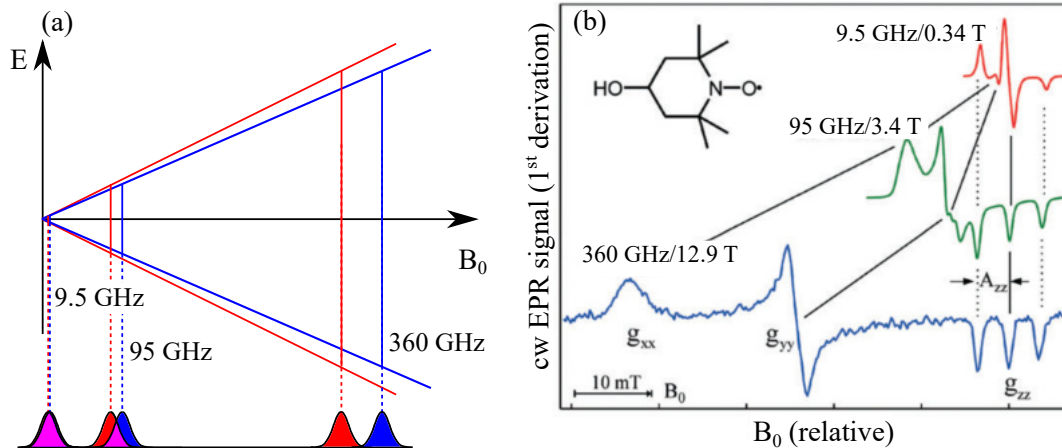 (a)
E
B0
9.5 GHz
95 GHz
360 GHz
(b)
cw EPR signal (1st derivation)
9.5 GHz/0.34 T
HO
N
O•
95 GHz/3.4 T
360 GHz/12.9 T
Azz
gxx
gyy
gzz
10 mT
B0
B0 (relative)